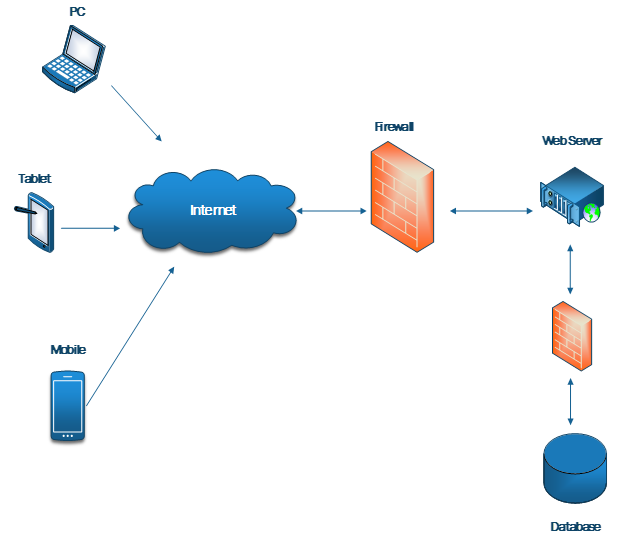 PC
Firewall
Web Server
Tablet
Internet
Mobile
Database